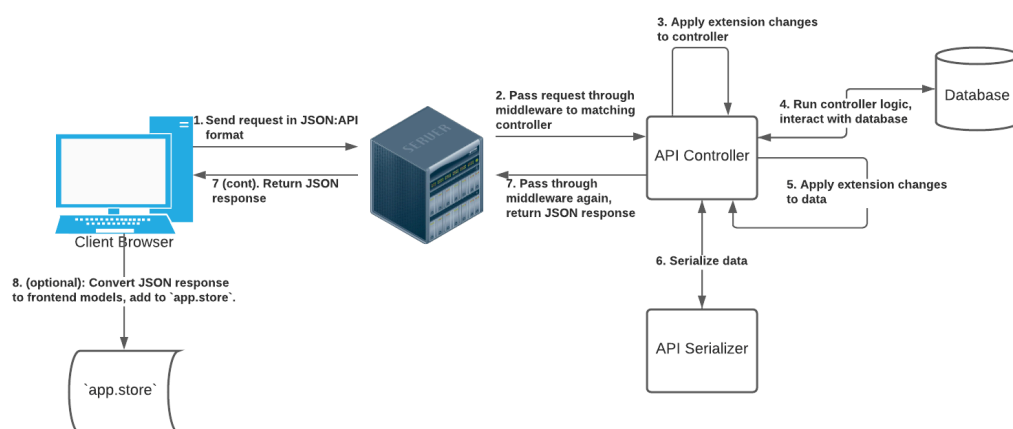 3. Apply extension changes
to controller
1. Send request in JSON:API
format
SERVER
2. Pass request through
middleware to matching
controller
API Controller
4. Run controller logic,
interact with database
Database
7 (cont). Return JSON
response
7. Pass through
middleware again,
return JSON response
5. Apply extension changes
to data
Client Browser
6. Serialize data
8. (optional): Convert JSON response
to frontend models, add to `app.store`.
API Serializer
`app.store`